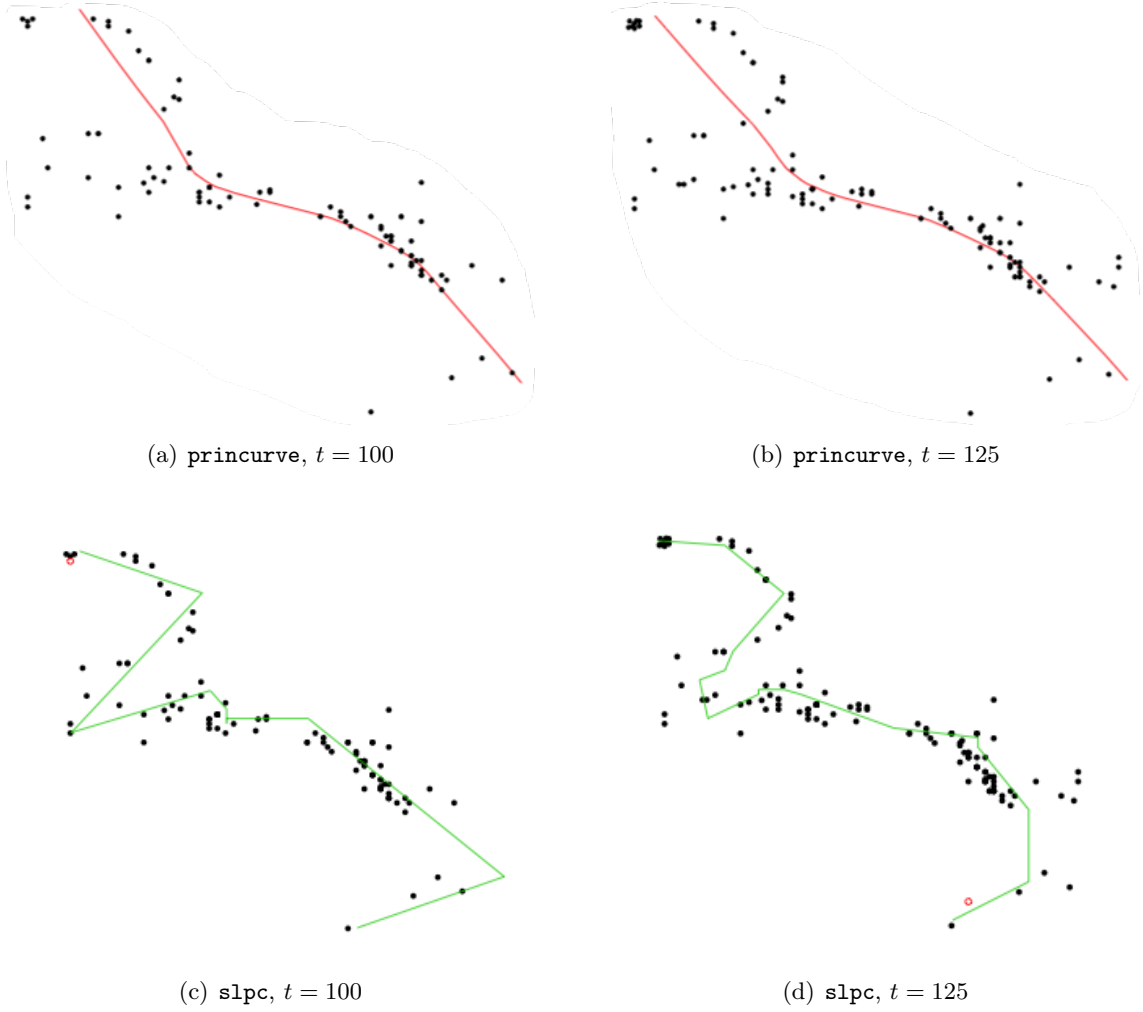 (a) princurve, t = 100
(b) princurve, t = 125
(c) slpc, t = 100
(d) slpc, t = 125